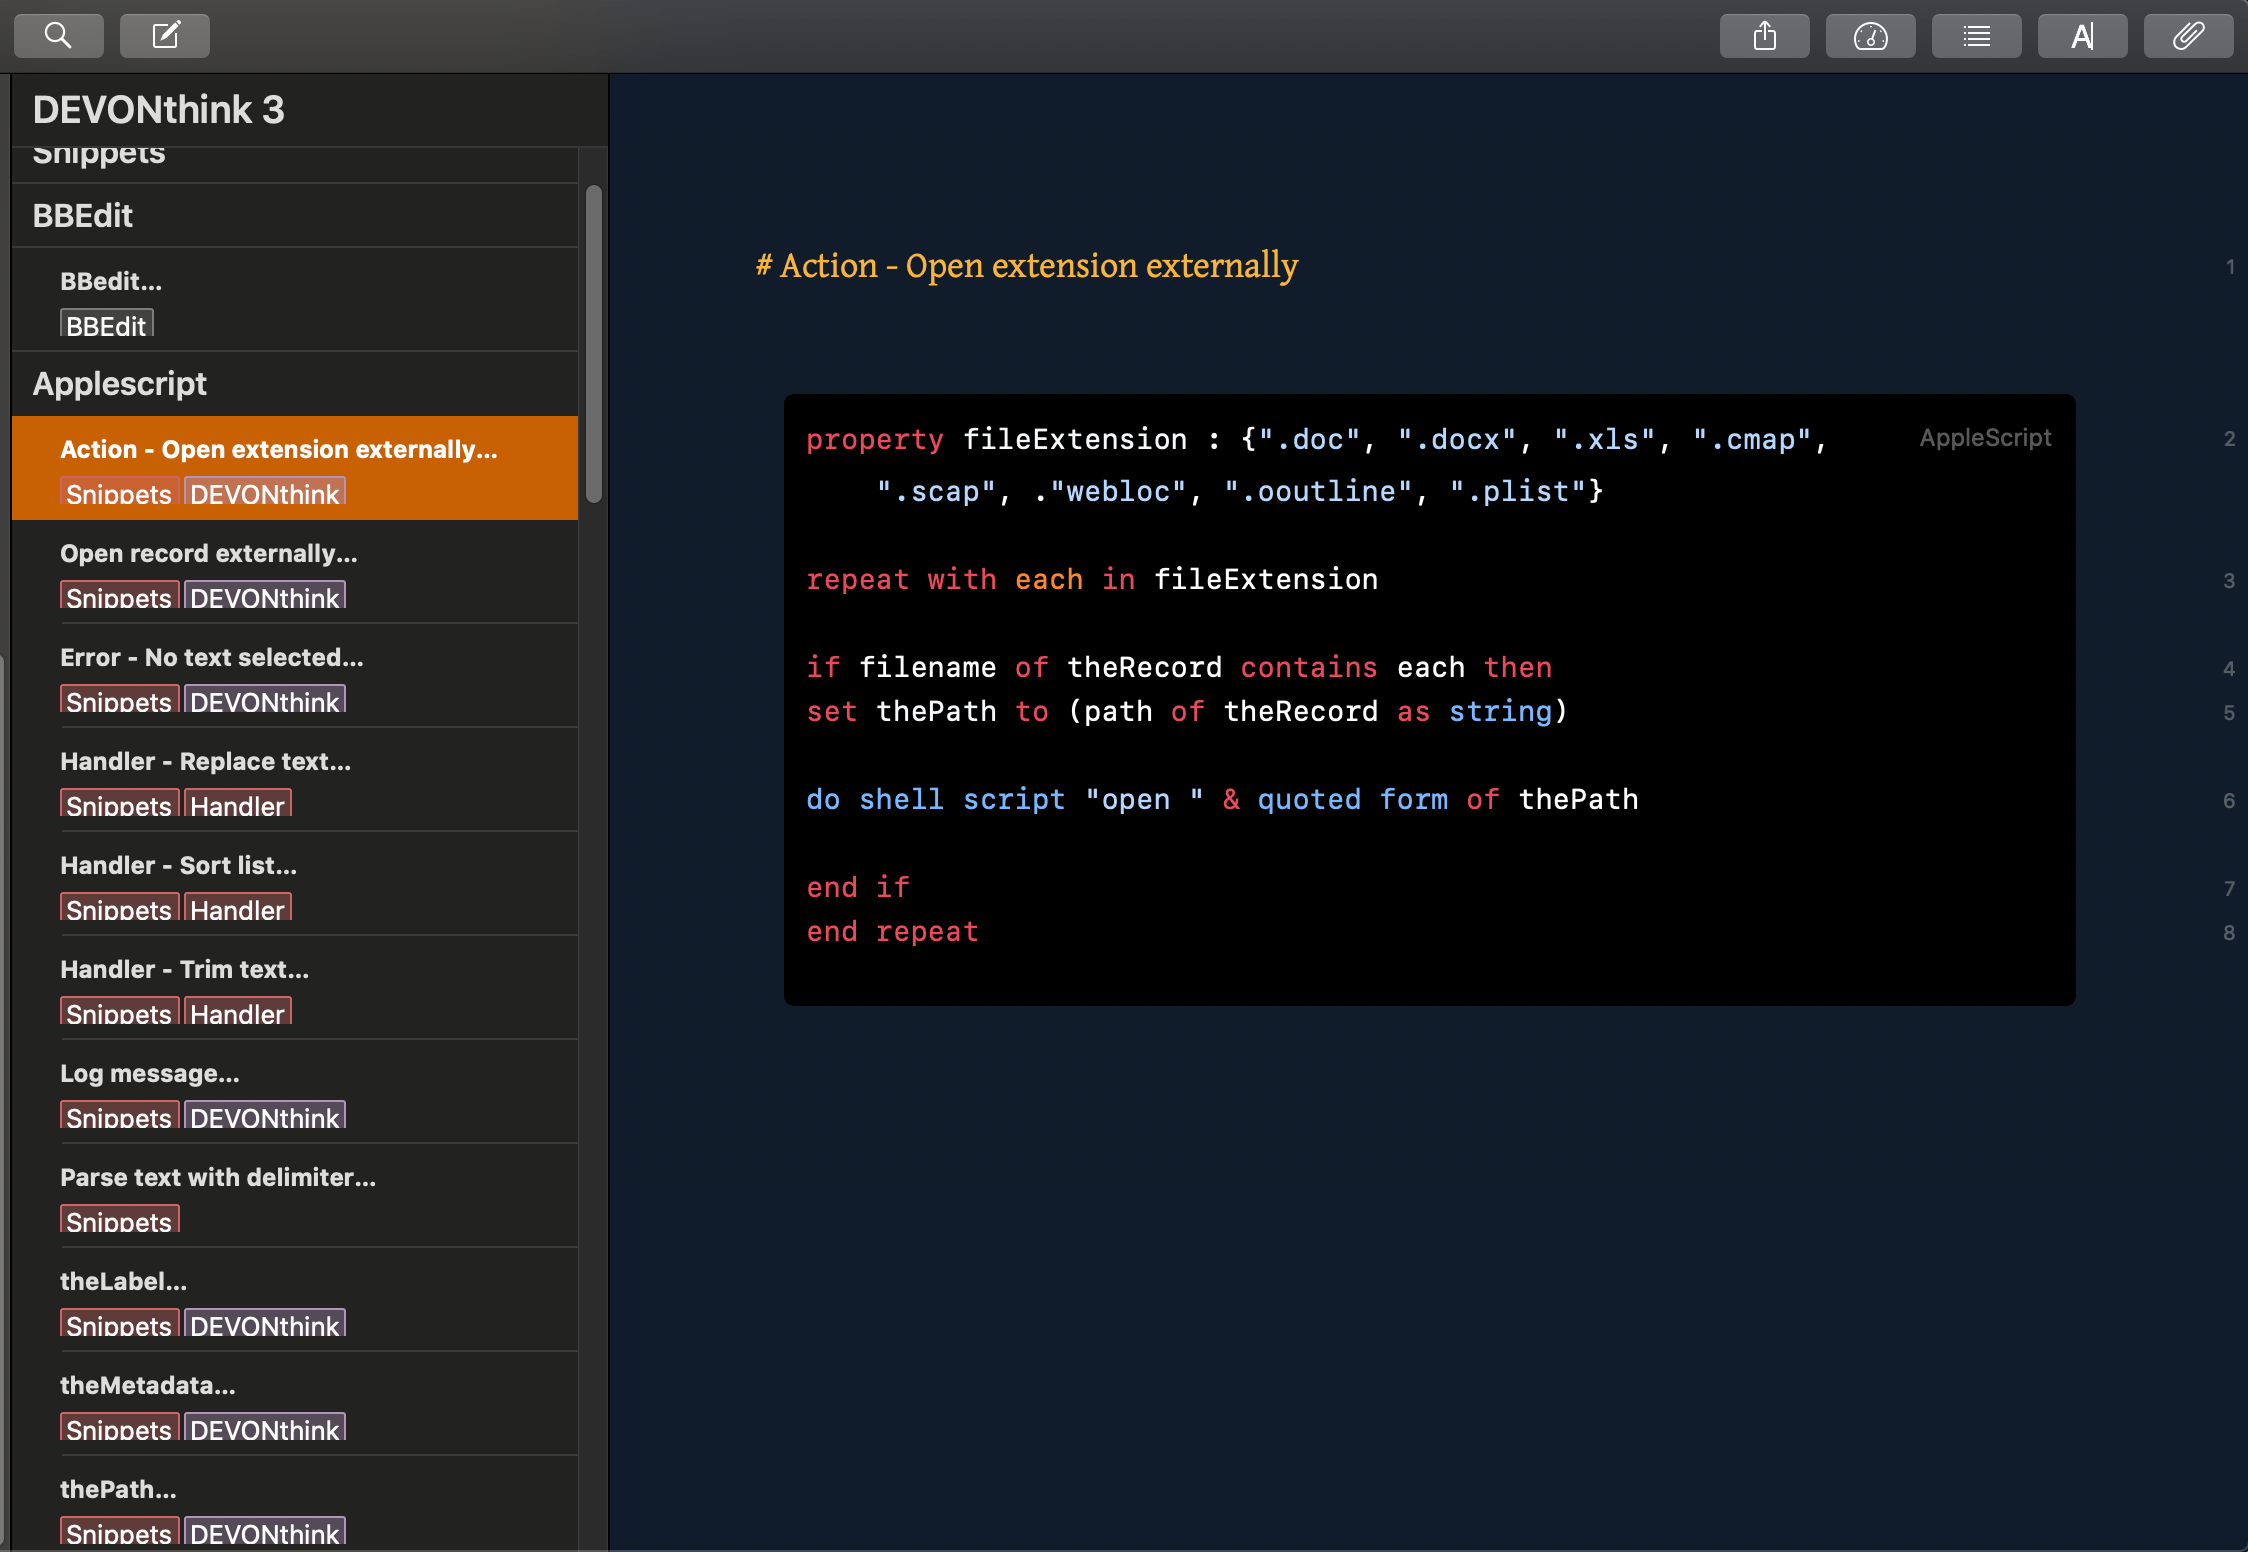 DEVONthink 3
Snippets
BBEdit
BBedit...
BBEdit
Applescript
Action - Open extension externally...
Snippets DEVONthink
Open record externally...
Snippets DEVONthink
Error - No text selected...
Snippets DEVONthink
Handler - Replace text...
Snippets Handler
Handler - Sort list...
Snippets Handler
Handler - Trim text...
Snippets Handler
Log message...
Snippets DEVONthink
Parse text with delimiter...
Snippets
theLabel...
Snippets DEVONthink
theMetadata...
Snippets DEVONthink
thePath...
Snippets DEVONthink
# Action - Open extension externally 1
property fileExtension : {".doc", ".docx", ".xls", ".cmap", AppleScript 2
".scap", ."webloc", ".ooutline", ".plist"}
repeat with each in fileExtension 3
if filename of theRecord contains each then 4
set thePath to (path of theRecord as string) 5
do shell script "open " & quoted form of thePath 6
end if 7
end repeat 8